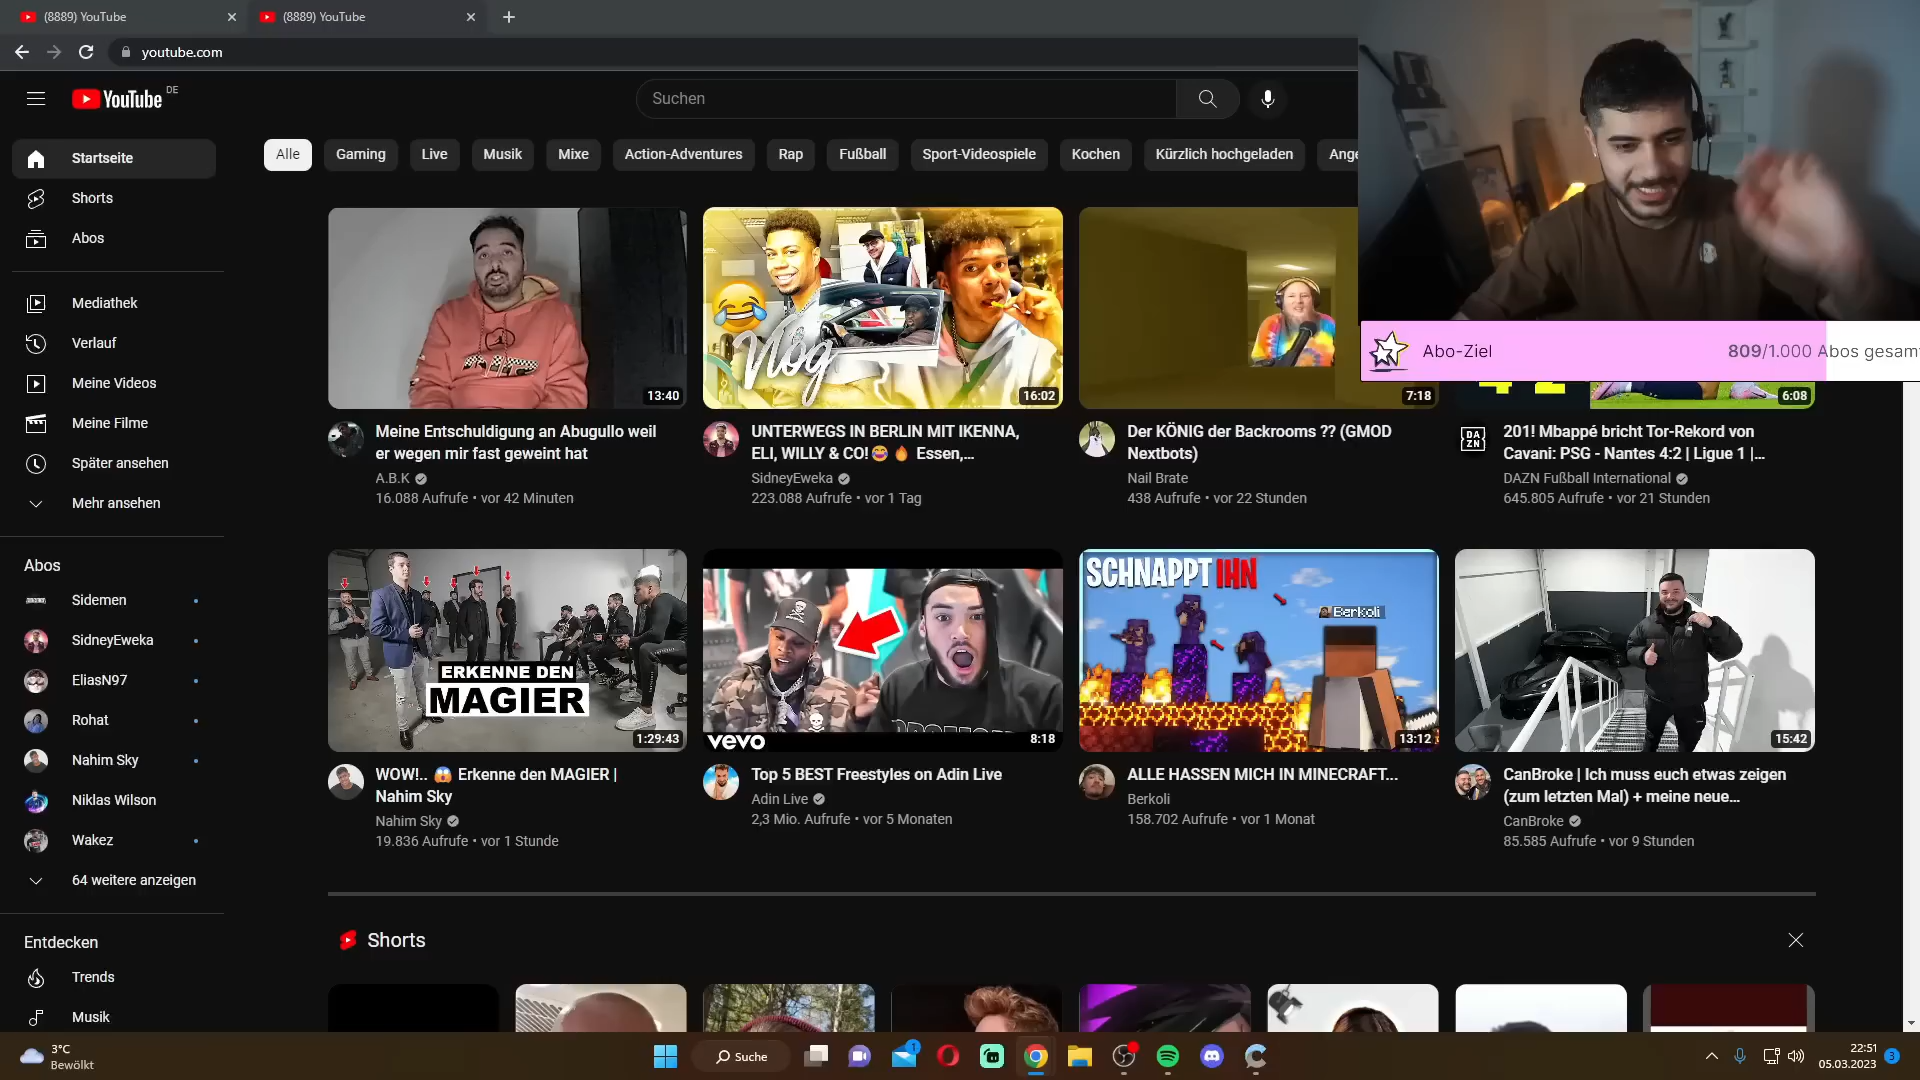 (8889) YouTube
(8889) YouTube
youtube.com
YouTube DE
Suchen
Startseite
Shorts
Abos
Mediathek
Verlauf
Meine Videos
Meine Filme
Später ansehen
Mehr ansehen
Abos
Sidemen
SidneyEweka
EliasN97
Rohat
Nahim Sky
Niklas Wilson
Wakez
64 weitere anzeigen
Entdecken
Trends
Musik
Alle
Gaming
Live
Musik
Mixe
Action-Adventures
Rap
Fußball
Sport-Videospiele
Kochen
Kürzlich hochgeladen
Ange
Abo-Ziel
809/1.000 Abos gesamt
13:40
Meine Entschuldigung an Abugullo weil
er wegen mir fast geweint hat
A.B.K
16.088 Aufrufe • vor 42 Minuten
Vlog
16:02
UNTERWEGS IN BERLIN MIT IKENNA,
ELI, WILLY & CO!😂 🔥 Essen,...
SidneyEweka
223.088 Aufrufe • vor 1 Tag
7:18
Der KÖNIG der Backrooms ?? (GMOD
Nextbots)
Nail Brate
438 Aufrufe • vor 22 Stunden
6:08
DAZN
201! Mbappé bricht Tor-Rekord von
Cavani: PSG - Nantes 4:2 | Ligue 1 |...
DAZN Fußball International
645.805 Aufrufe • vor 21 Stunden
ERKENNE DEN
MAGIER
1:29:43
WOW!.. 😱 Erkenne den MAGIER |
Nahim Sky
Nahim Sky
19.836 Aufrufe • vor 1 Stunde
vevo
8:18
Top 5 BEST Freestyles on Adin Live
Adin Live
2,3 Mio. Aufrufe • vor 5 Monaten
SCHNAPPT IHN
Berkoli
13:12
ALLE HASSEN MICH IN MINECRAFT...
Berkoli
158.702 Aufrufe • vor 1 Monat
15:42
CanBroke | Ich muss euch etwas zeigen
(zum letzten Mal) + meine neue...
CanBroke
85.585 Aufrufe • vor 9 Stunden
Shorts
3°C
Bewölkt
Suche
1
22:51
05.03.2023
3